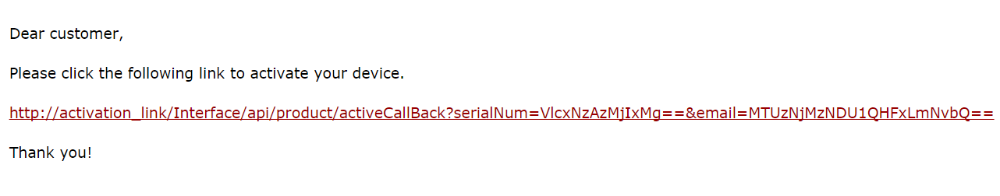 Dear customer,
Please click the following link to activate your device.
http://activation_link/Interface/api/product/activeCallBack?serialNum=VlcxNzAzMjIxMg==&email=MTUzNjMzNDU1QHFxLmNvbQ==
Thank you!